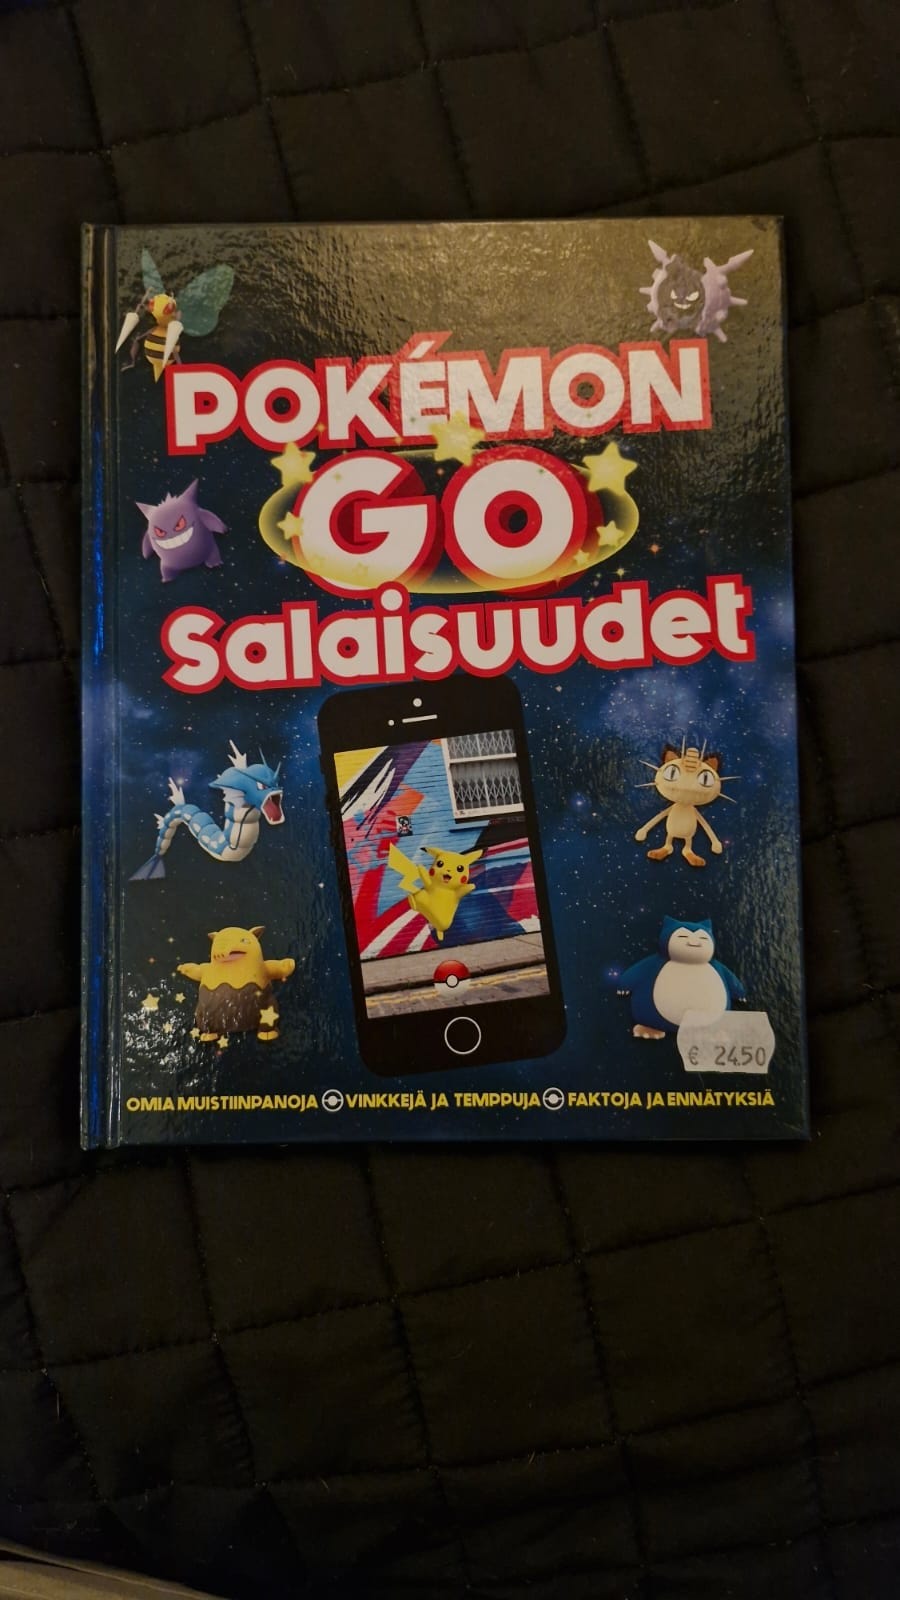 POKÉMON
GO
Salaisuudet
€ 24.50
OMIA MUISTIINPANOJA VINKKEJÄ JA TEMPPUJA FAKTOJA JA ENNÄTYKSIÄ